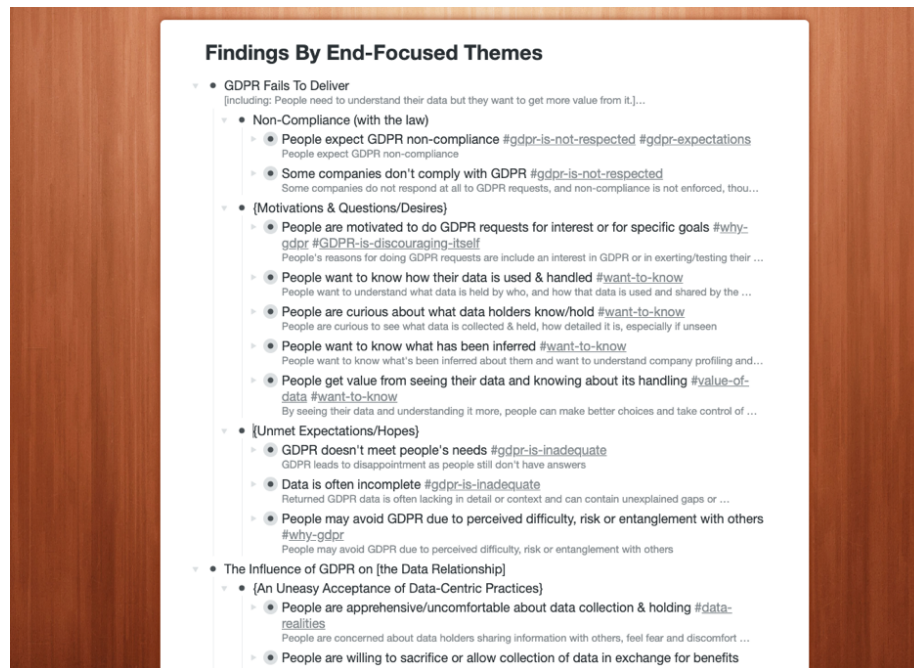 Findings By End-Focused Themes
GDPR Fails To Deliver
[including: People need to understand their data but they want to get more value from it.]...
Non-Compliance (with the law)
People expect GDPR non-compliance #gdpr-is-not-respected #gdpr-expectations
People expect GDPR non-compliance
Some companies don't comply with GDPR #gdpr-is-not-respected
Some companies do not respond at all to GDPR requests, and non-compliance is not enforced, thou...
{Motivations & Questions/Desires}
People are motivated to do GDPR requests for interest or for specific goals #why-
gdpr #GDPR-is-discouraging-itself
People's reasons for doing GDPR requests are include an interest in GDPR or in exerting/testing their ...
People want to know how their data is used & handled #want-to-know
People want to understand what data is held by who, and how that data is used and shared by the ...
People are curious about what data holders know/hold #want-to-know
People are curious to see what data is collected & held, how detailed it is, especially if unseen
People want to know what has been inferred #want-to-know
People want to know what's been inferred about them and want to understand company profiling and...
People get value from seeing their data and knowing about its handling #value-of-
data #want-to-know
By seeing their data and understanding it more, people can make better choices and take control of ...
{Unmet Expectations/Hopes}
GDPR doesn't meet people's needs #gdpr-is-inadequate
GDPR leads to disappointment as people still don't have answers
Data is often incomplete #gdpr-is-inadequate
Returned GDPR data is often lacking in detail or context and can contain unexplained gaps or ...
People may avoid GDPR due to perceived difficulty, risk or entanglement with others
#why-gdpr
People may avoid GDPR due to perceived difficulty, risk or entanglement with others
The Influence of GDPR on [the Data Relationship]
{An Uneasy Acceptance of Data-Centric Practices}
People are apprehensive/uncomfortable about data collection & holding #data-
realities
People are concerned about data holders sharing information with others, feel fear and discomfort ...
People are willing to sacrifice or allow collection of data in exchange for benefits